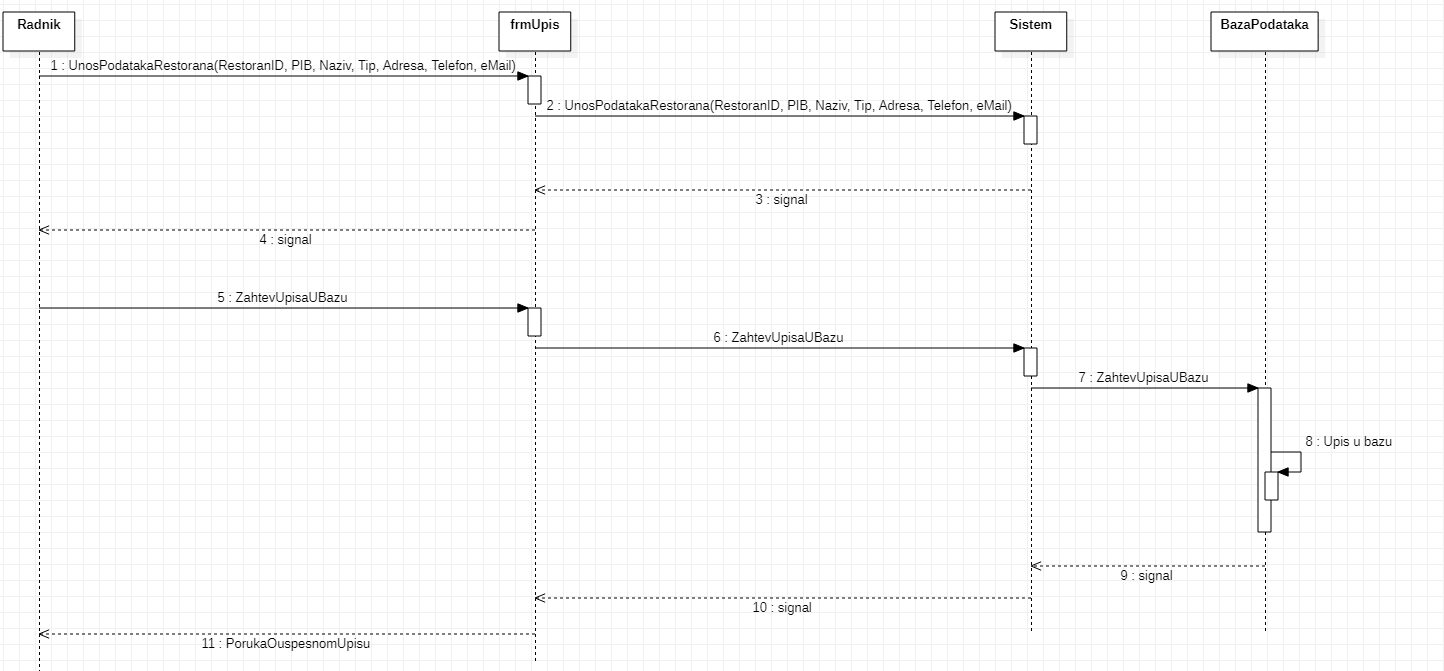 Radnik
frmUpis
Sistem
BazaPodataka
1 : UnosPodatakaRestorana(RestoranID, PIB, Naziv, Tip, Adresa, Telefon, eMail)
2 : UnosPodatakaRestorana(RestoranID, PIB, Naziv, Tip, Adresa, Telefon, eMail)
3 : signal
4 : signal
5 : ZahtevUpisaUBazu
6 : ZahtevUpisaUBazu
7 : ZahtevUpisaUBazu
8 : Upis u bazu
9 : signal
10 : signal
11 : PorukaOuspesnomUpisu